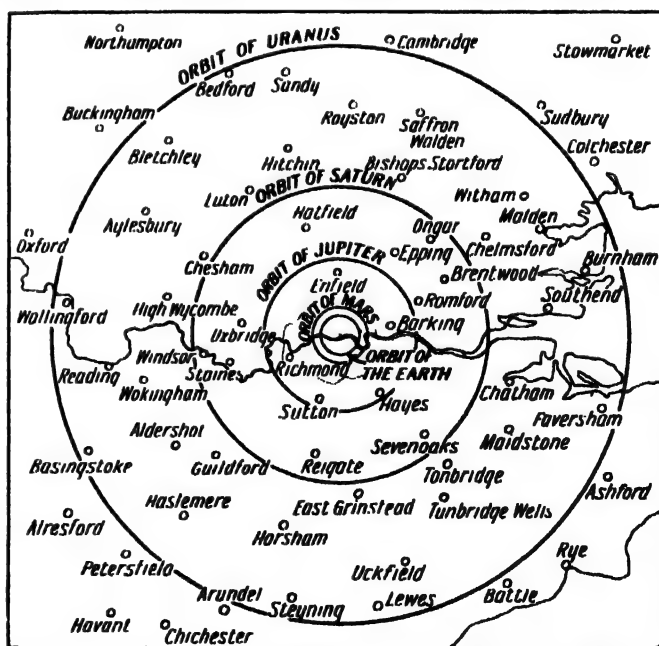 Northampton
Cambridge
Stowmarket
ORBIT OF URANUS
Bedford
Sandy
Buckingham
Royston
Saffron
Walden
Sudbury
Bletchley
Hitchin
Bishops Stortford
Colchester
ORBIT OF SATURN
Luton
Witham
Aylesbury
Hatfield
Malden
Ongar
Oxford
Chelmsford
Epping
ORBIT OF JUPITER
Burnham
Chesham
Brentwood
Enfield
High Wycombe
Wallingford
ORBIT OF MARS
Romford
Southend
Uxbridge
Barking
Windsor
Staines
Richmond
ORBIT OF
THE EARTH
Reading
Wokingham
Chatham
Sutton
Hayes
Faversham
Aldershot
Sevenoaks
Maidstone
Basingstoke
Guildford
Reigate
Tonbridge
Ashford
Haslemere
East Grinstead
Tunbridge Wells
Alresford
Horsham
Petersfield
Uckfield
Rye
Arundel
Steyning
Lewes
Battle
Havant
Chichester